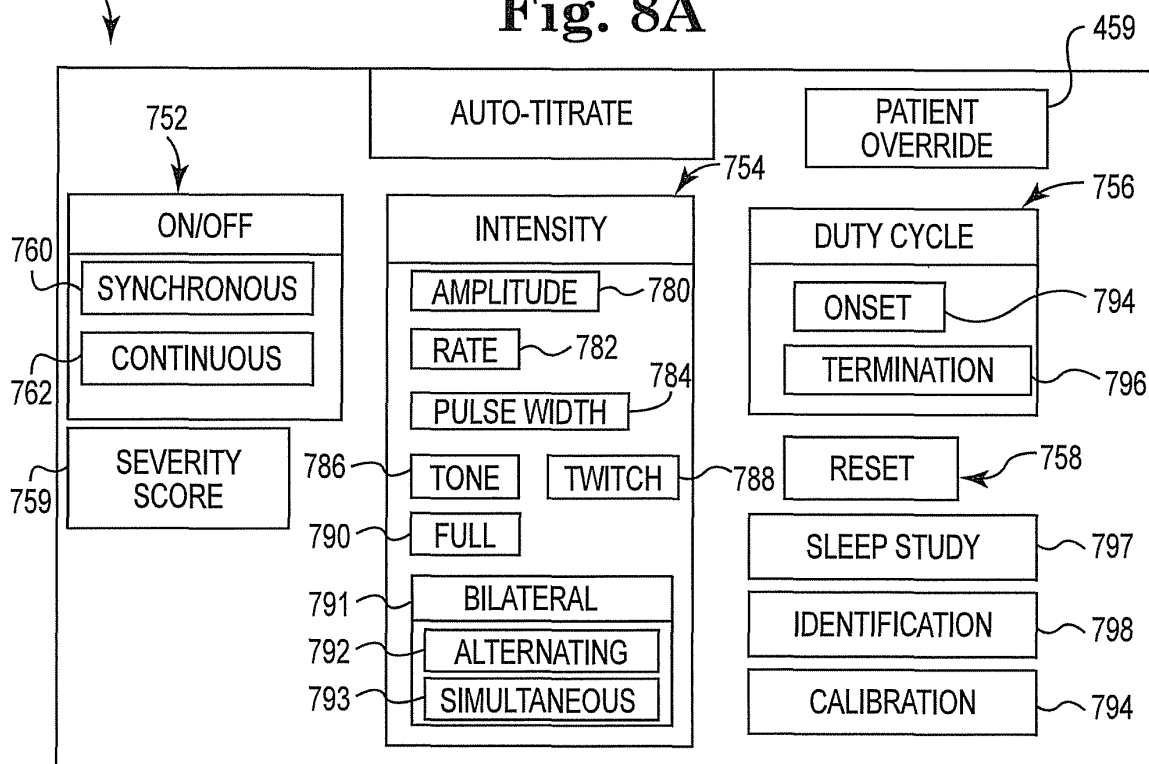 Fig. 8A
459
AUTO-TITRATE
PATIENT
OVERRIDE
752
754
756
ON/OFF
INTENSITY
DUTY CYCLE
760
SYNCHRONOUS
AMPLITUDE
780
ONSET
794
CONTINUOUS
762
RATE
782
TERMINATION
796
784
PULSE WIDTH
SEVERITY
SCORE
759
786
TONE
TWITCH
788
RESET
758
790
FULL
SLEEP STUDY
797
791
BILATERAL
IDENTIFICATION
798
792
ALTERNATING
793
SIMULTANEOUS
CALIBRATION
794